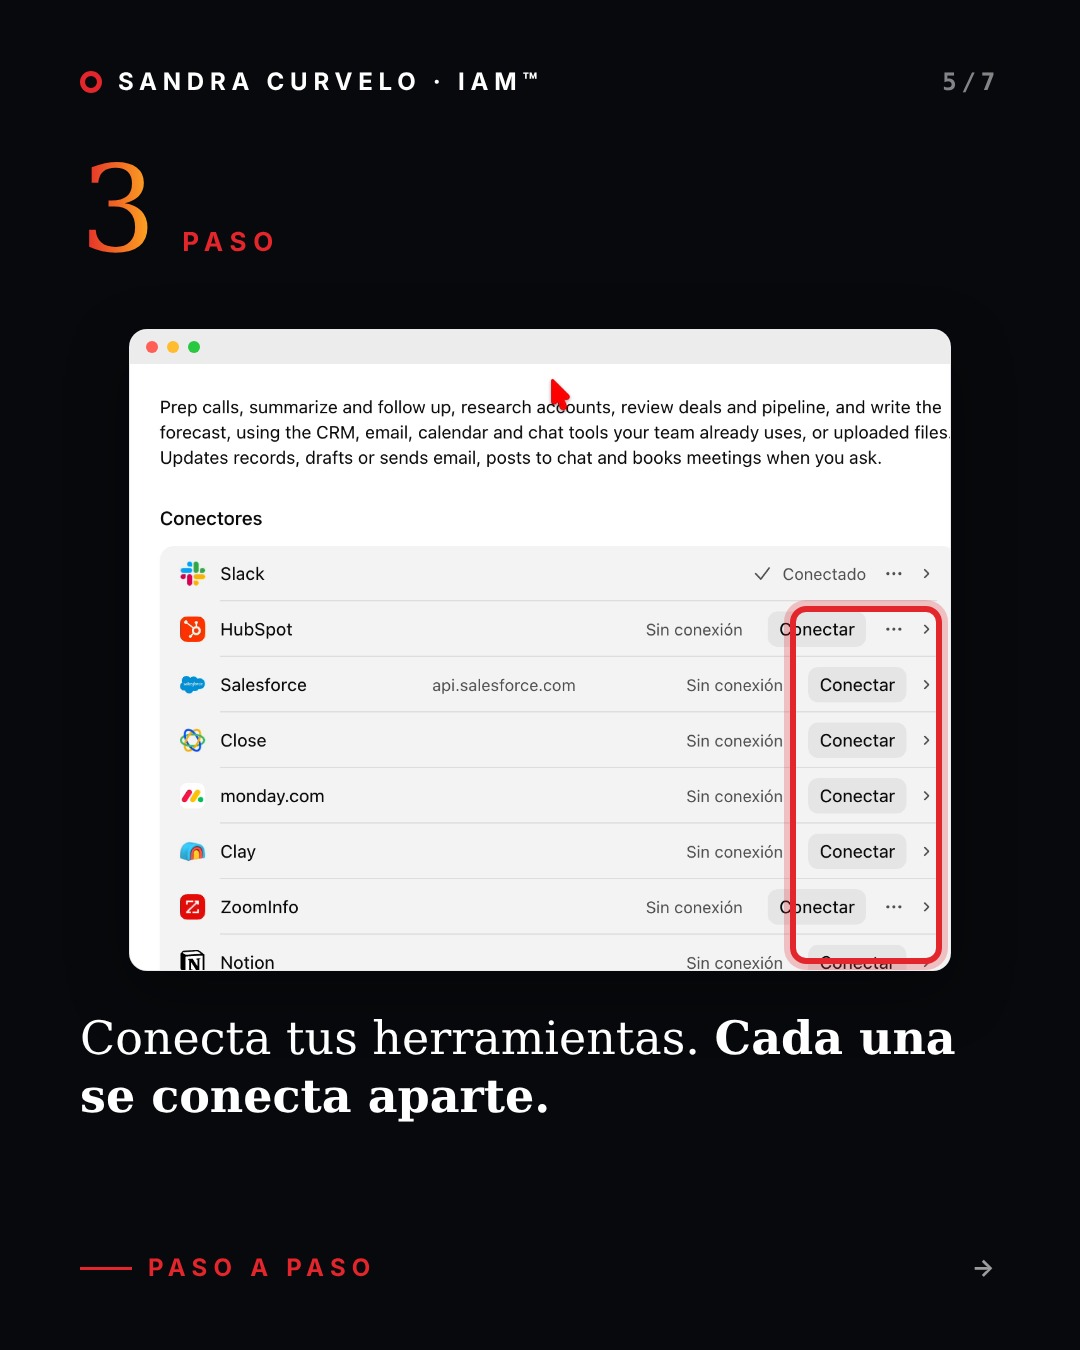 SANDRA CURVELO · IAM™
5/7
3 PASO
Prep calls, summarize and follow up, research accounts, review deals and pipeline, and write the
forecast, using the CRM, email, calendar and chat tools your team already uses, or uploaded files.
Updates records, drafts or sends email, posts to chat and books meetings when you ask.
Conectores
Slack Conectado
HubSpot Sin conexión Conectar
Salesforce api.salesforce.com Sin conexión Conectar
Close Sin conexión Conectar
monday.com Sin conexión Conectar
Clay Sin conexión Conectar
ZoomInfo Sin conexión Conectar
Notion Sin conexión Conectar
Conecta tus herramientas. Cada una
se conecta aparte.
PASO A PASO